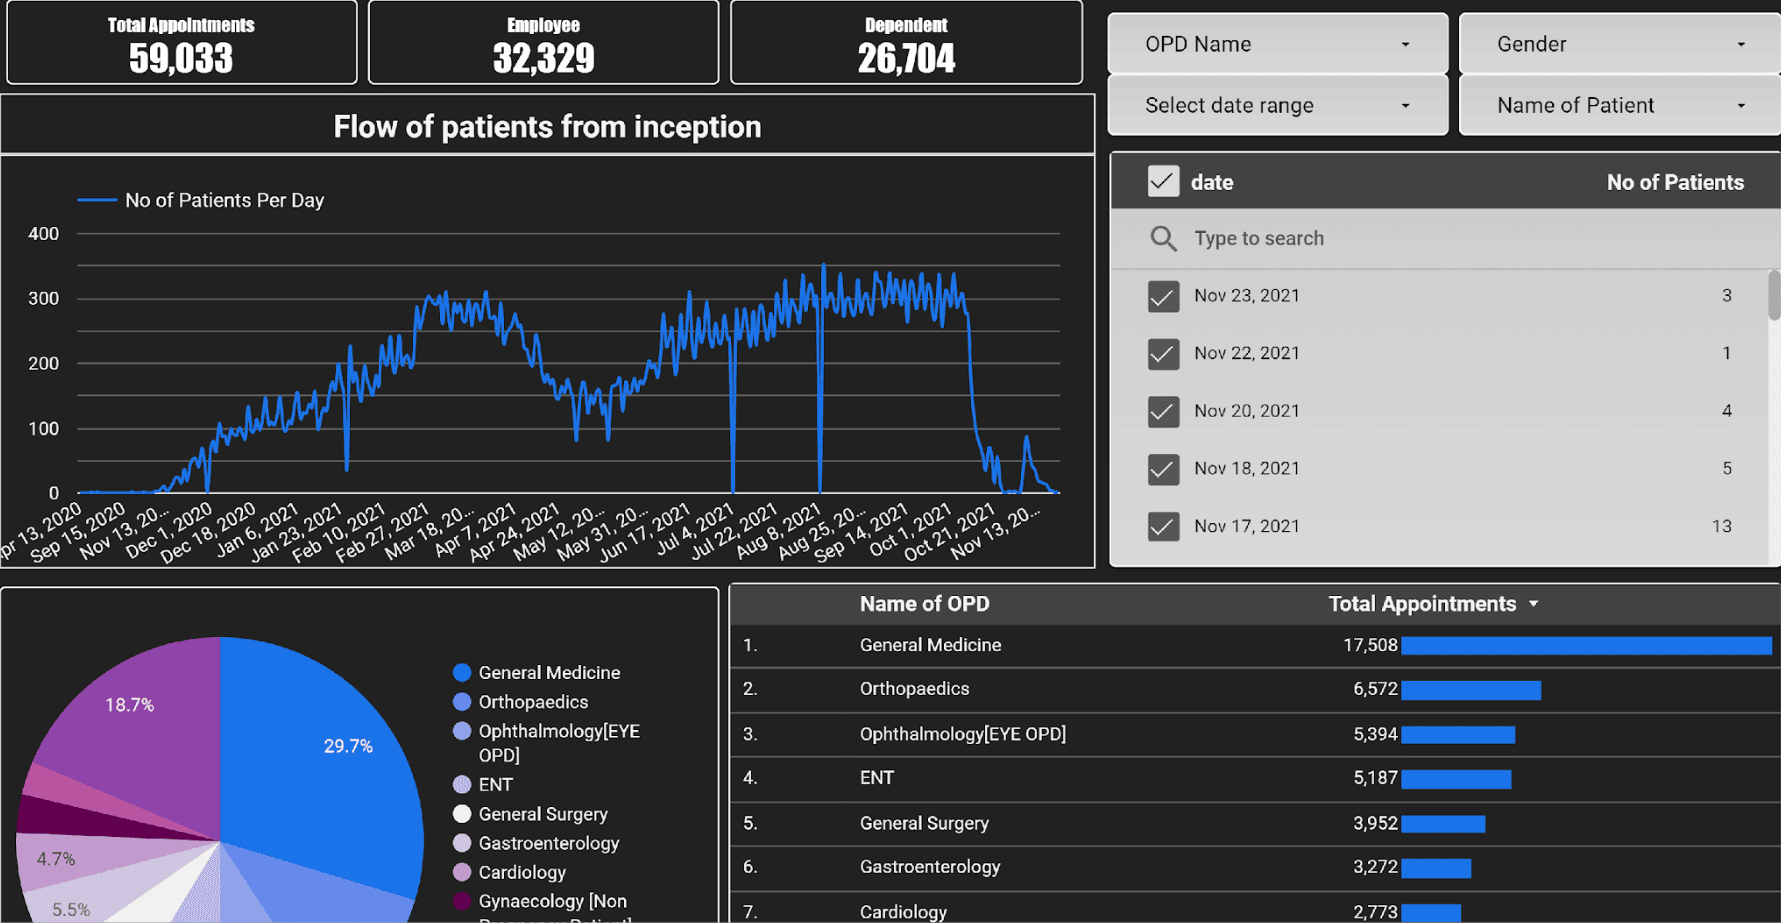 Total Appointments
59,033
Employee
32,329
Dependent
26,704
OPD Name
Gender
Select date range
Name of Patient
Flow of patients from inception
No of Patients Per Day
400
300
200
100
0
pr 13, 2020
Sep 15, 2020
Nov 13, 20...
Dec 1, 2020
Dec 18, 2020
Jan 6, 2021
Jan 23, 2021
Feb 10, 2021
Feb 27, 2021
Mar 18, 20...
Apr 7, 2021
Apr 24, 2021
May 12, 20...
May 31, 20...
Jun 17, 2021
Jul 4, 2021
Jul 22, 2021
Aug 8, 2021
Aug 25, 20...
Sep 14, 2021
Oct 1, 2021
Oct 21, 2021
Nov 13, 20...
date No of Patients
Type to search
Nov 23, 2021 3
Nov 22, 2021 1
Nov 20, 2021 4
Nov 18, 2021 5
Nov 17, 2021 13
18.7%
29.7%
4.7%
5.5%
General Medicine
Orthopaedics
Ophthalmology[EYE
OPD]
ENT
General Surgery
Gastroenterology
Cardiology
Gynaecology [Non
Name of OPD Total Appointments
1. General Medicine 17,508
2. Orthopaedics 6,572
3. Ophthalmology[EYE OPD] 5,394
4. ENT 5,187
5. General Surgery 3,952
6. Gastroenterology 3,272
7. Cardiology 2,773